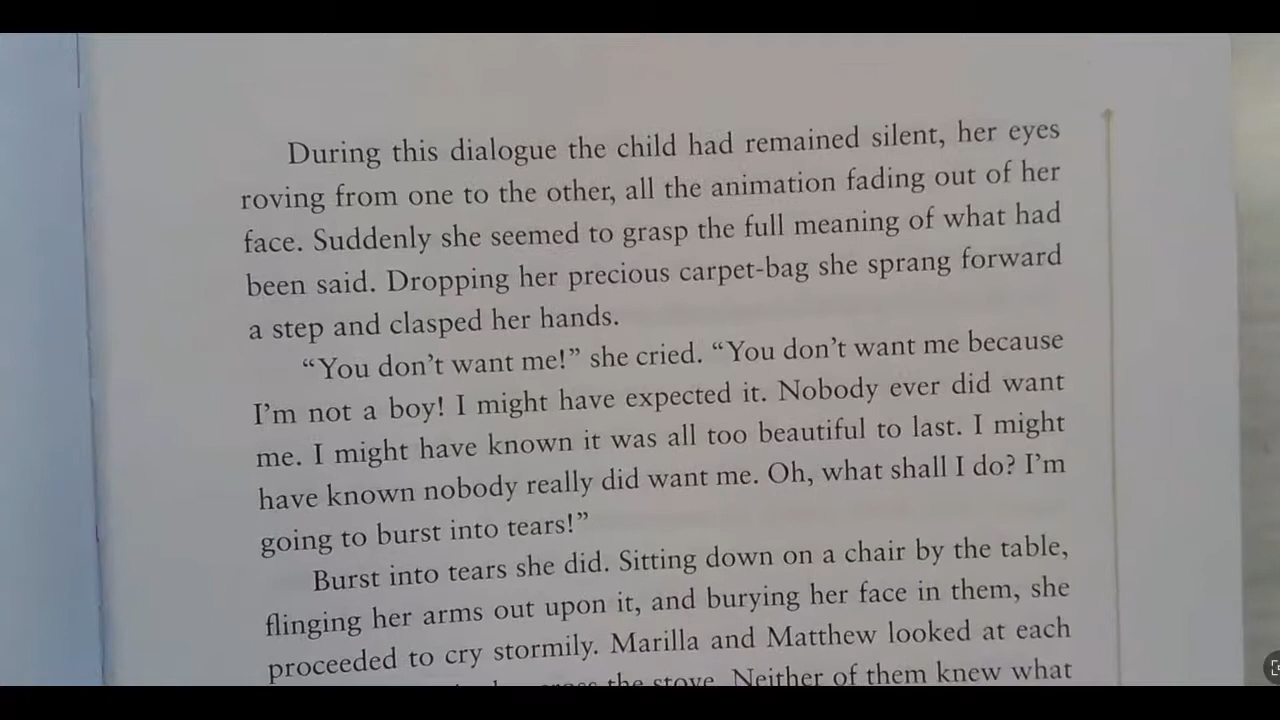 During this dialogue the child had remained silent, her eyes
roving from one to the other, all the animation fading out of her
face. Suddenly she seemed to grasp the full meaning of what had
been said. Dropping her precious carpet-bag she sprang forward
a step and clasped her hands.
“You don’t want me!” she cried. “You don’t want me because
I’m not a boy! I might have expected it. Nobody ever did want
me. I might have known it was all too beautiful to last. I might
have known nobody really did want me. Oh, what shall I do? I’m
going to burst into tears!”
Burst into tears she did. Sitting down on a chair by the table,
flinging her arms out upon it, and burying her face in them, she
proceeded to cry stormily. Marilla and Matthew looked at each
the stove. Neither of them knew what